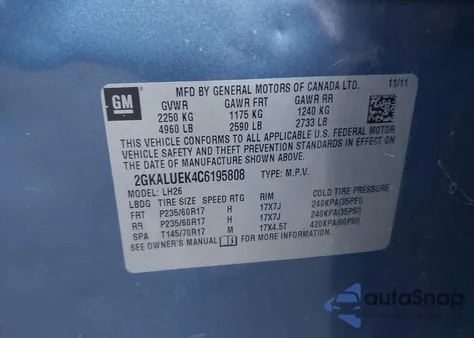 GM
MFD BY GENERAL MOTORS OF CANADA LTD. 11/11
GVWR GAWR FRT GAWR RR
2250 KG 1175 KG 1240 KG
4960 LB 2590 LB 2733 LB
THIS VEHICLE CONFORMS TO ALL APPLICABLE U.S. FEDERAL MOTOR
VEHICLE SAFETY AND THEFT PREVENTION STANDARDS IN EFFECT ON
THE DATE OF MANUFACTURE SHOWN ABOVE.
2GKALUEK4C6195808 TYPE: M.P.V.
MODEL: LH26
LBDG TIRE SIZE SPEED RTG RIM COLD TIRE PRESSURE
FRT P235/60R17 H 17X7J 240KPA(35PSI)
RR P235/60R17 H 17X7J 240KPA(35PSI)
SPA T145/70R17 M 17X4.5T 420KPA(60PSI)
SEE OWNER'S MANUAL FOR MORE INFORMATION.
autoSnap